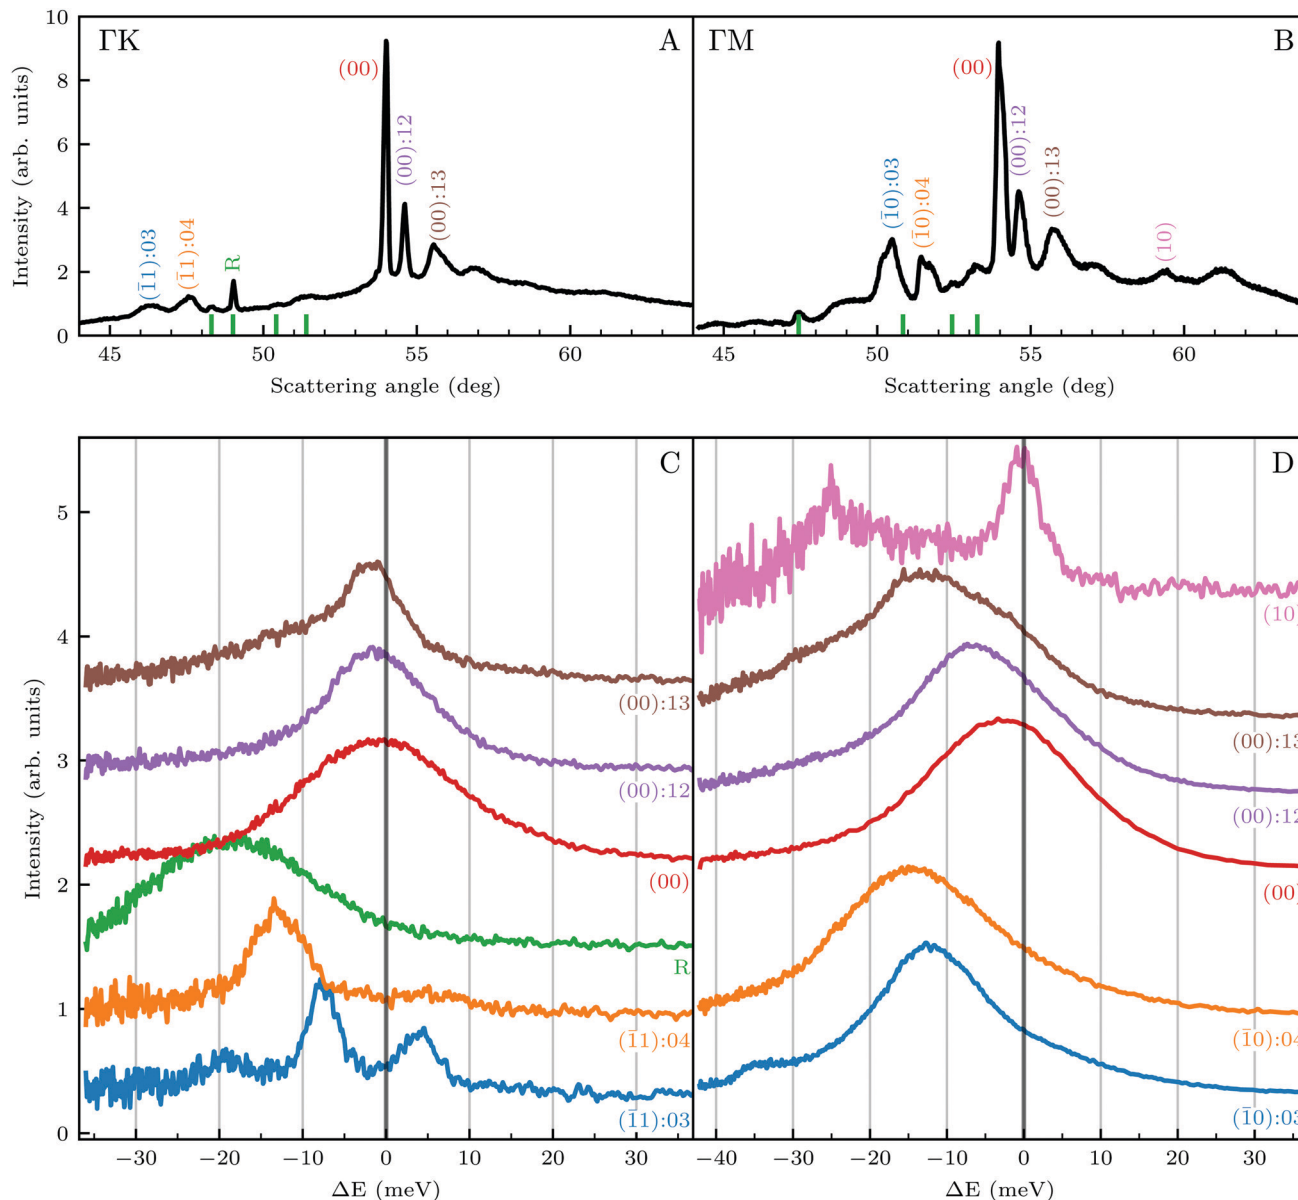 ΓK
A
ΓM
B
10
8
6
4
2
0
Intensity (arb. units)
(00)
(00):12
(00):13
(1̄1):03
(1̄1):04
R
(00)
(00):12
(00):13
(1̄0):03
(1̄0):04
(10)
45 50 55 60
45 50 55 60
Scattering angle (deg)
Scattering angle (deg)
C
D
5
4
3
2
1
0
Intensity (arb. units)
(00):13
(00):12
(00)
R
(1̄1):04
(1̄1):03
(10)
(00):13
(00):12
(00)
(1̄0):04
(1̄0):03
−30 −20 −10 0 10 20 30
−40 −30 −20 −10 0 10 20 30
ΔE (meV)
ΔE (meV)